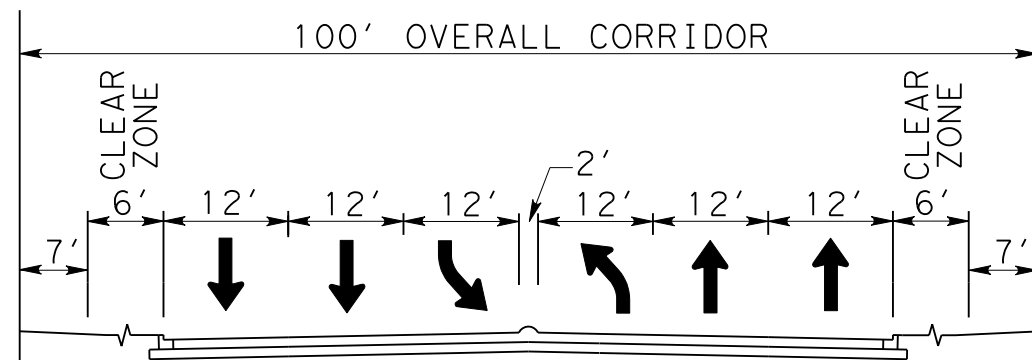 100' OVERALL CORRIDOR
CLEAR
ZONE
CLEAR
ZONE
2'
6'
12'
12'
12'
12'
12'
12'
6'
7'
7'